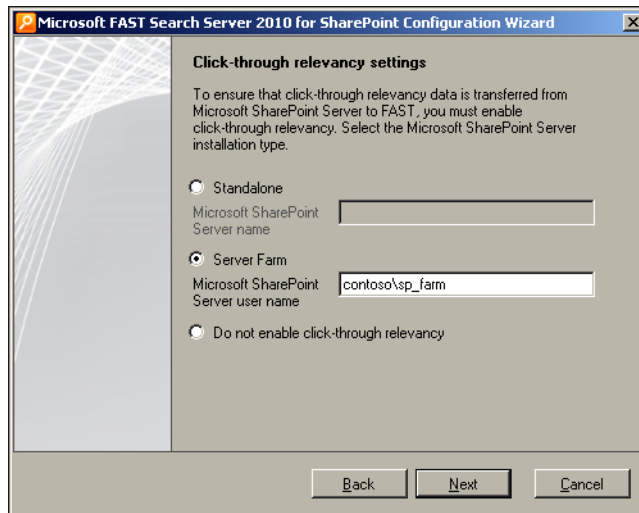 Microsoft FAST Search Server 2010 for SharePoint Configuration Wizard
Click-through relevancy settings
To ensure that click-through relevancy data is transferred from
Microsoft SharePoint Server to FAST, you must enable
click-through relevancy. Select the Microsoft SharePoint Server
installation type.
Standalone
Microsoft SharePoint
Server name
Server Farm
Microsoft SharePoint
Server user name
contoso\sp_farm
Do not enable click-through relevancy
Back
Next
Cancel